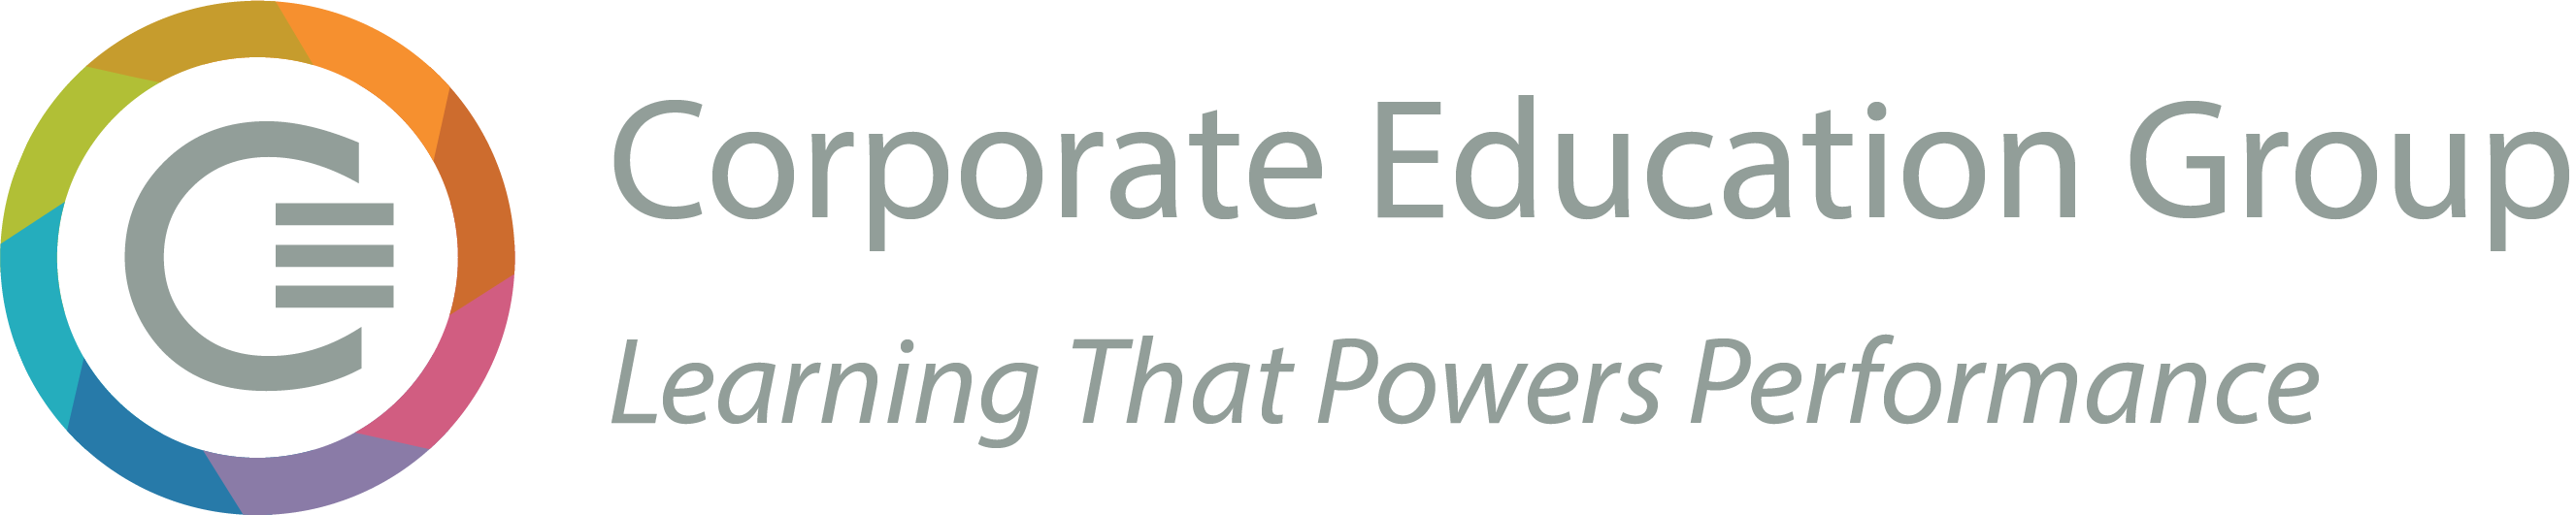 Corporate Education Group
Learning That Powers Performance